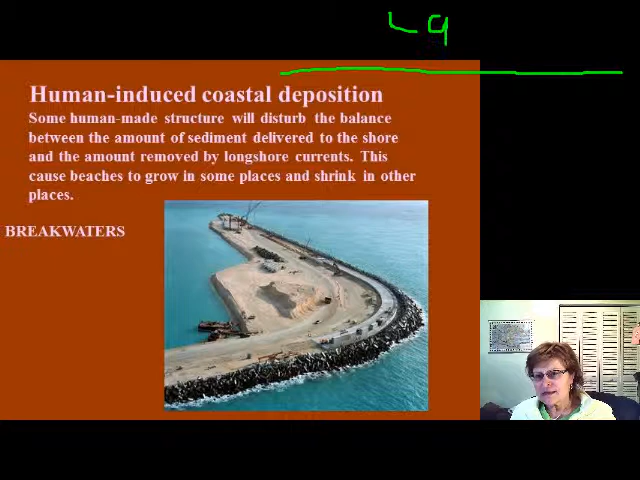 Human-induced coastal deposition
Some human-made structure will disturb the balance
between the amount of sediment delivered to the shore
and the amount removed by longshore currents. This
cause beaches to grow in some places and shrink in other
places.
BREAKWATERS